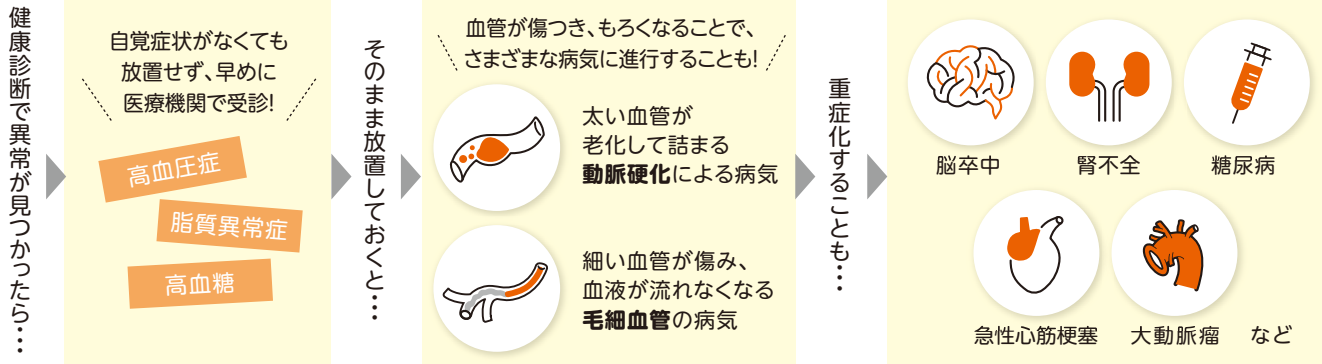 健康診断で異常が見つかったら…
自覚症状がなくても
放置せず、早めに
医療機関で受診!
高血圧症
脂質異常症
高血糖
そのまま放置しておくと…
血管が傷つき、もろくなることで、
さまざまな病気に進行することも!
太い血管が
老化して詰まる
動脈硬化による病気
細い血管が傷み、
血液が流れなくなる
毛細血管の病気
重症化することも…
脳卒中
腎不全
糖尿病
急性心筋梗塞
大動脈瘤
など